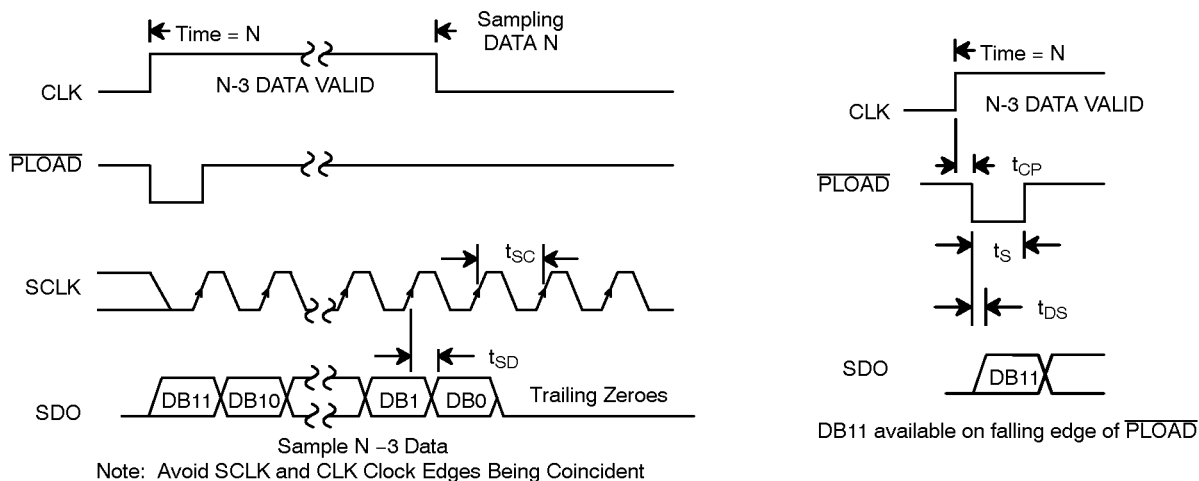 Time = N
Sampling
DATA N
N-3 DATA VALID
CLK
PLOAD
tSC
SCLK
tSD
SDO
DB11
DB10
DB1
DB0
Trailing Zeroes
Sample N –3 Data
Note: Avoid SCLK and CLK Clock Edges Being Coincident
Time = N
N-3 DATA VALID
CLK
tCP
PLOAD
tS
tDS
SDO
DB11
DB11 available on falling edge of PLOAD